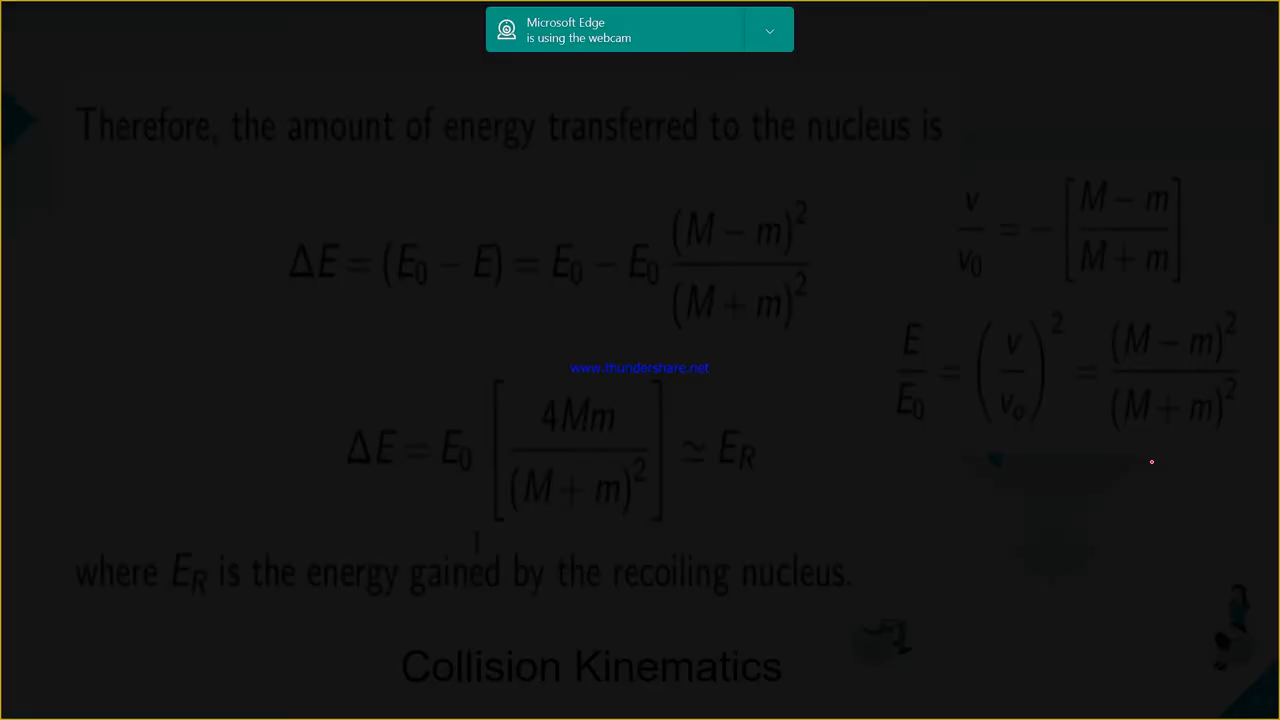 Microsoft Edge
is using the webcam
Therefore, the amount of energy transferred to the nucleus is
ΔE = (E₀ − E) = E₀ − E₀ (M − m)² / (M + m)²
v / v₀ = − [ (M − m) / (M + m) ]
E / E₀ = (v / v₀)² = (M − m)² / (M + m)²
www.thundershare.net
ΔE = E₀ [ 4Mm / (M + m)² ] ≃ E_R
where E_R is the energy gained by the recoiling nucleus.
Collision Kinematics